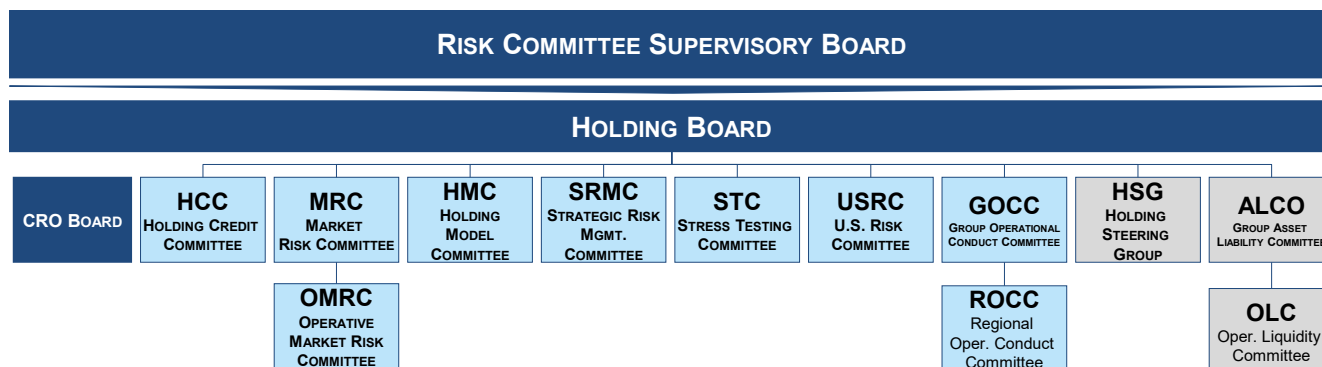 RISK COMMITTEE SUPERVISORY BOARD
HOLDING BOARD
CRO BOARD
HCC
HOLDING CREDIT
COMMITTEE
MRC
MARKET
RISK COMMITTEE
HMC
HOLDING
MODEL
COMMITTEE
SRMC
STRATEGIC RISK
MGMT.
COMMITTEE
STC
STRESS TESTING
COMMITTEE
USRC
U.S. RISK
COMMITTEE
GOCC
GROUP OPERATIONAL
CONDUCT COMMITTEE
HSG
HOLDING
STEERING
GROUP
ALCO
GROUP ASSET
LIABILITY COMMITTEE
OMRC
OPERATIVE
MARKET RISK
COMMITTEE
ROCC
Regional
Oper. Conduct
Committee
OLC
Oper. Liquidity
Committee